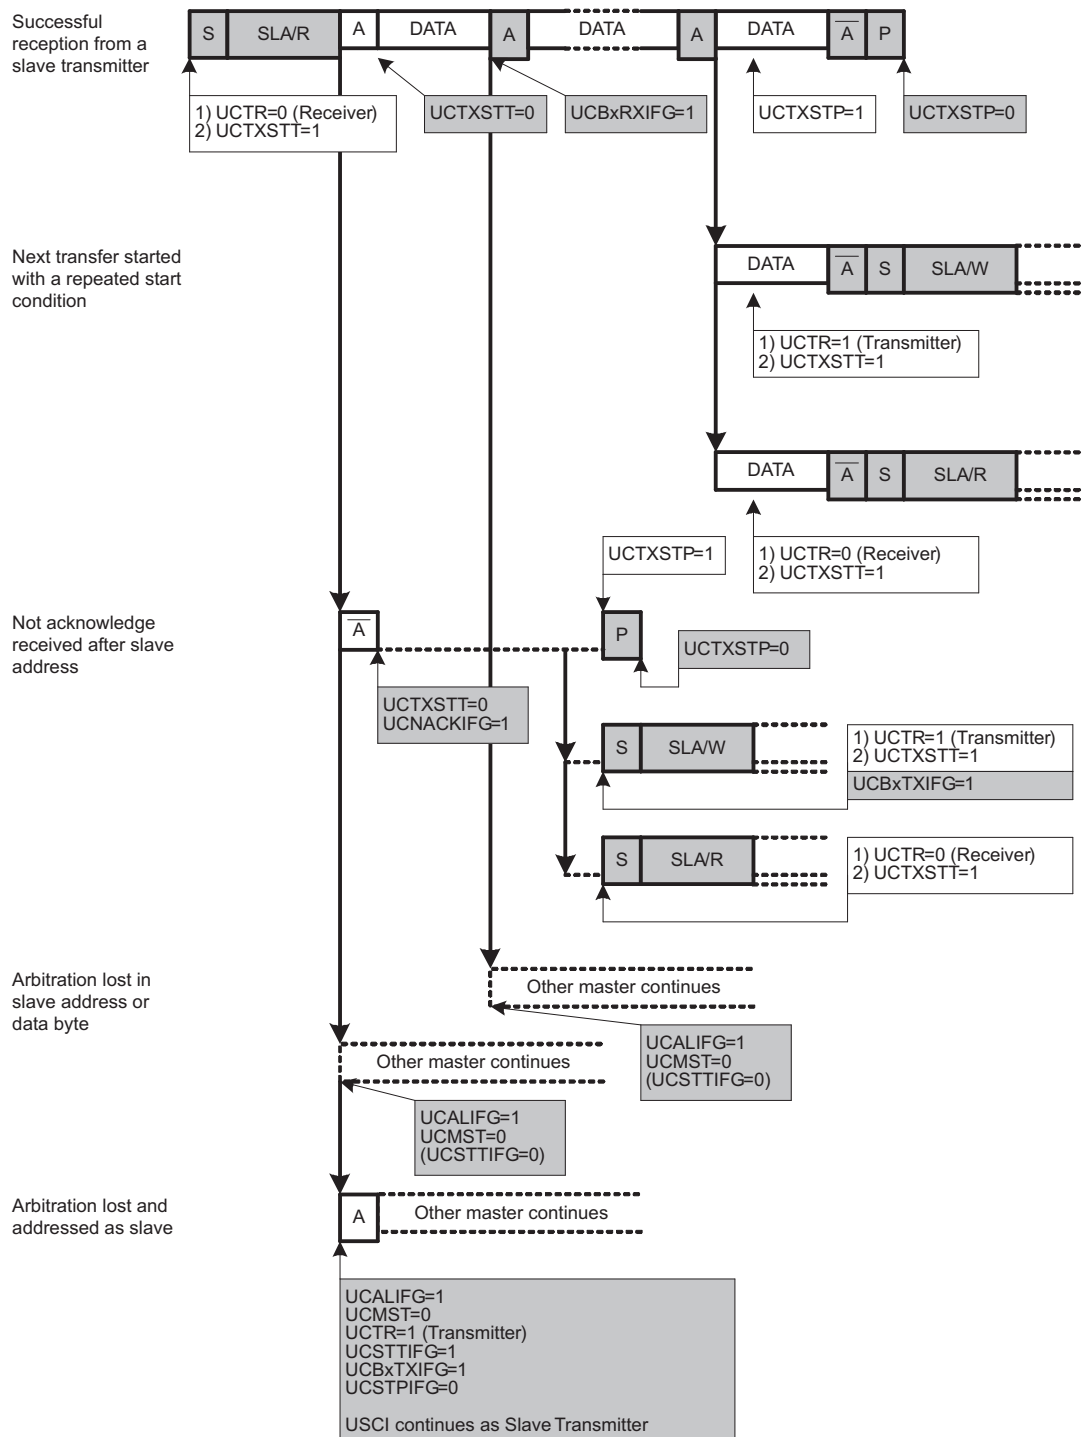 Successful
reception from a
slave transmitter
S SLA/R A DATA A DATA A DATA A̅ P
1) UCTR=0 (Receiver)
2) UCTXSTT=1
UCTXSTT=0
UCBxRXIFG=1
UCTXSTP=1
UCTXSTP=0
Next transfer started
with a repeated start
condition
DATA A̅ S SLA/W
1) UCTR=1 (Transmitter)
2) UCTXSTT=1
DATA A̅ S SLA/R
1) UCTR=0 (Receiver)
2) UCTXSTT=1
UCTXSTP=1
Not acknowledge
received after slave
address
A̅
P
UCTXSTP=0
UCTXSTT=0
UCNACKIFG=1
S SLA/W
1) UCTR=1 (Transmitter)
2) UCTXSTT=1
UCBxTXIFG=1
S SLA/R
1) UCTR=0 (Receiver)
2) UCTXSTT=1
Arbitration lost in
slave address or
data byte
Other master continues
UCALIFG=1
UCMST=0
(UCSTTIFG=0)
Other master continues
UCALIFG=1
UCMST=0
(UCSTTIFG=0)
Arbitration lost and
addressed as slave
A Other master continues
UCALIFG=1
UCMST=0
UCTR=1 (Transmitter)
UCSTTIFG=1
UCBxTXIFG=1
UCSTPIFG=0
USCI continues as Slave Transmitter